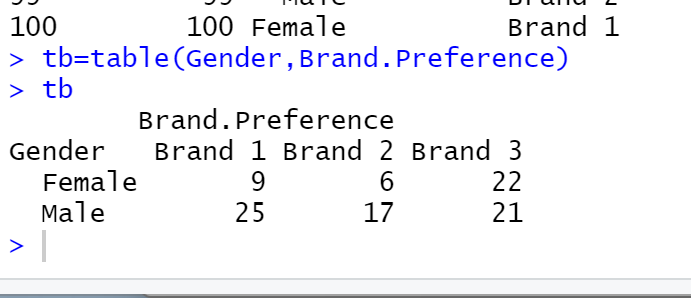 100 100 Female Brand 1
> tb=table(Gender,Brand.Preference)
> tb
Brand.Preference
Gender Brand 1 Brand 2 Brand 3
Female 9 6 22
Male 25 17 21
>